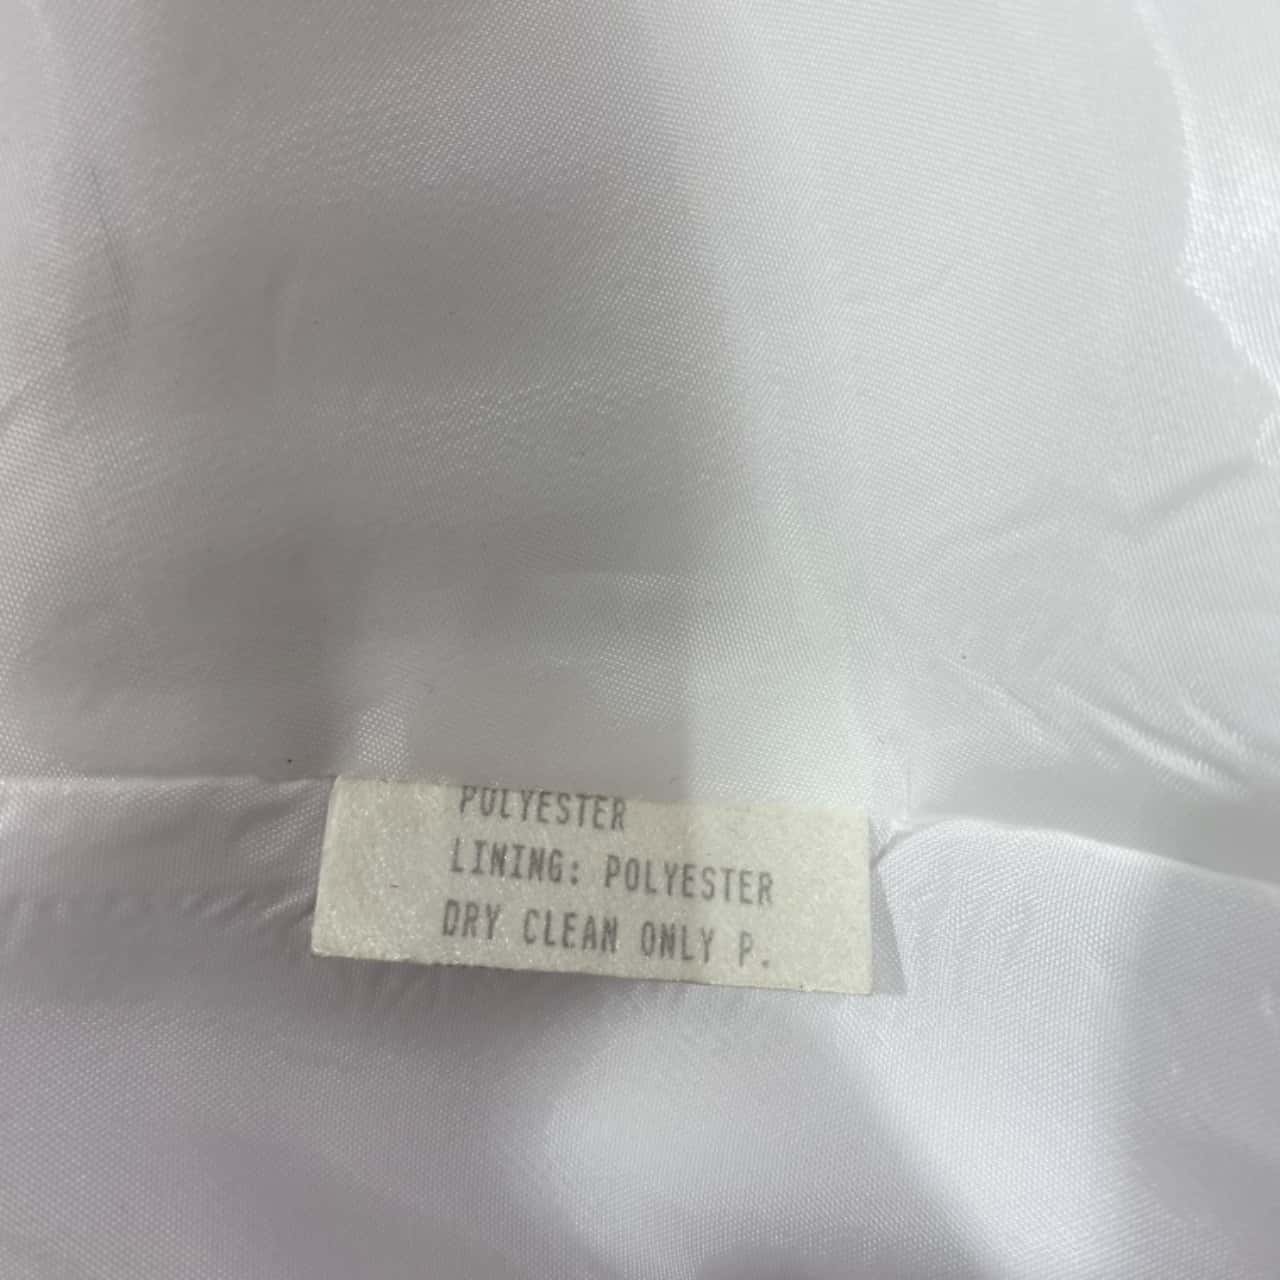 POLYESTER
LINING: POLYESTER
DRY CLEAN ONLY P.